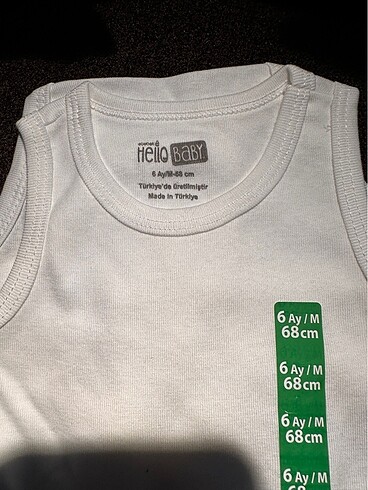 Hello BABY
6 Ay/M-68 cm
Türkiye'de üretilmiştir
Made in Türkiye
6 Ay / M
68cm
6 Ay / M
68cm
6 Ay / M
68cm
6 Ay / M
68